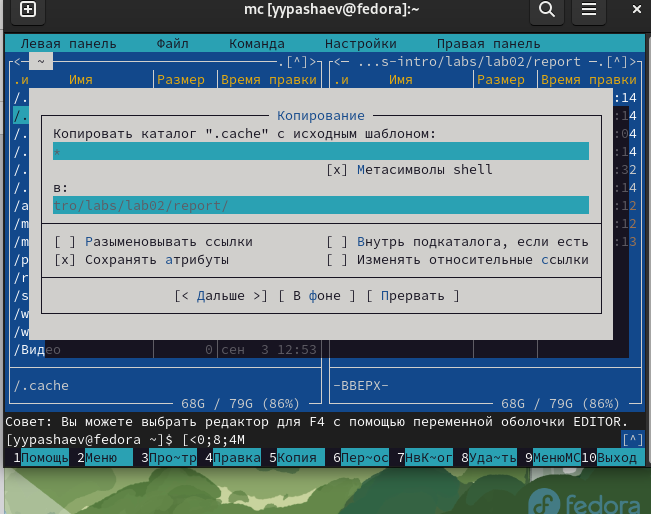 mc [yypashaev@fedora]:~
Левая панель Файл Команда Настройки Правая панель
<— ~ .[^]> <— ...s-intro/labs/lab02/report —.[^]>
.и Имя Размер Время правки .и Имя Размер Время правки
/. :14
/. :14
/. :04
/. :14
/. :32
/. :14
/a :12
/m :12
/m :13
/p
/r
/s
/w
/w
/Видео 0 сен 3 12:53
Копирование
Копировать каталог ".cache" с исходным шаблоном:
*
[x] Метасимволы shell
в:
tro/labs/lab02/report/
[ ] Разыменовывать ссылки [ ] Внутрь подкаталога, если есть
[x] Сохранять атрибуты [ ] Изменять относительные ссылки
[< Дальше >] [ В фоне ] [ Прервать ]
/.cache -ВВЕРХ-
68G / 79G (86%) 68G / 79G (86%)
Совет: Вы можете выбрать редактор для F4 с помощью переменной оболочки EDITOR.
[yypashaev@fedora ~]$ [<0;8;4M [^]
1Помощь 2Меню 3Про~тр 4Правка 5Копия 6Пер~ос 7НвК~ог 8Уда~ть 9МенюМС 10Выход
fedora